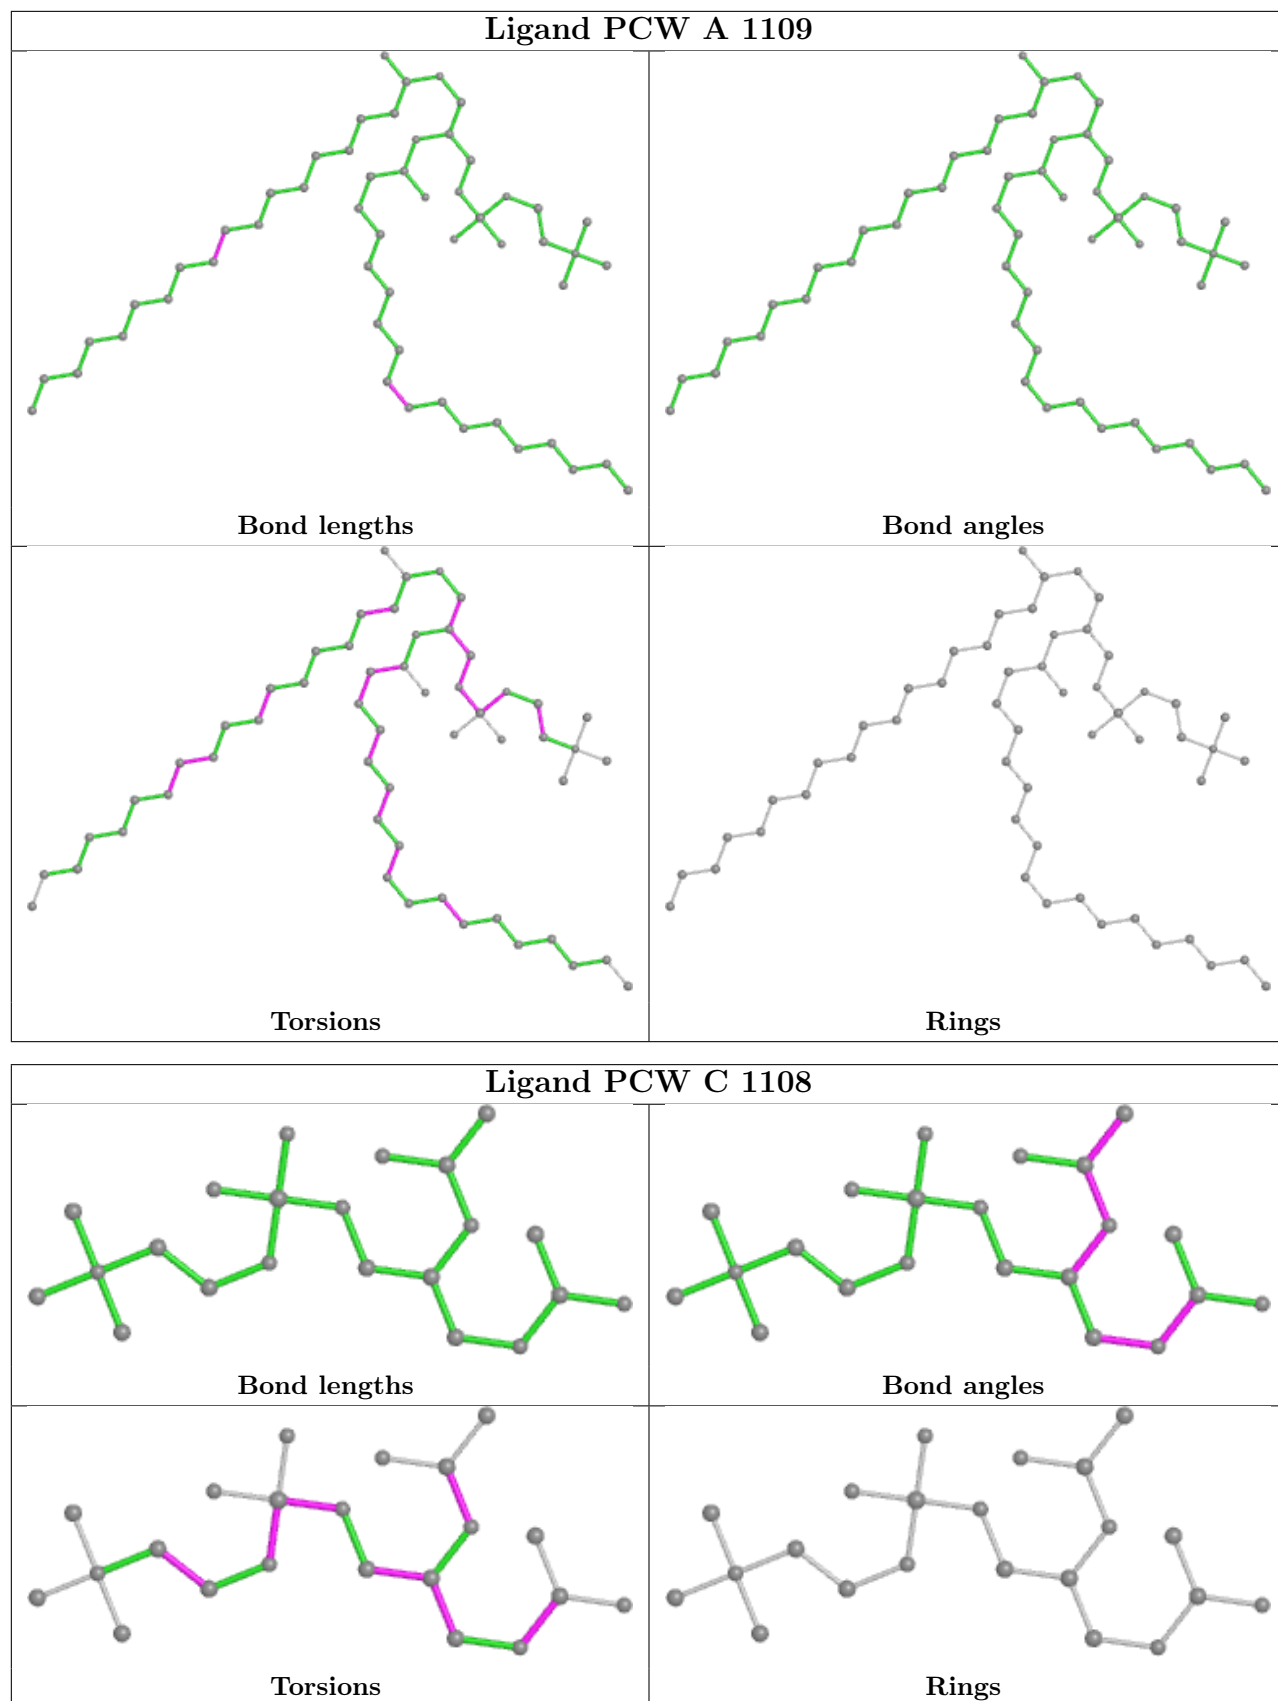 Ligand PCW A 1109
Bond lengths
Bond angles
Torsions
Rings
Ligand PCW C 1108
Bond lengths
Bond angles
Torsions
Rings